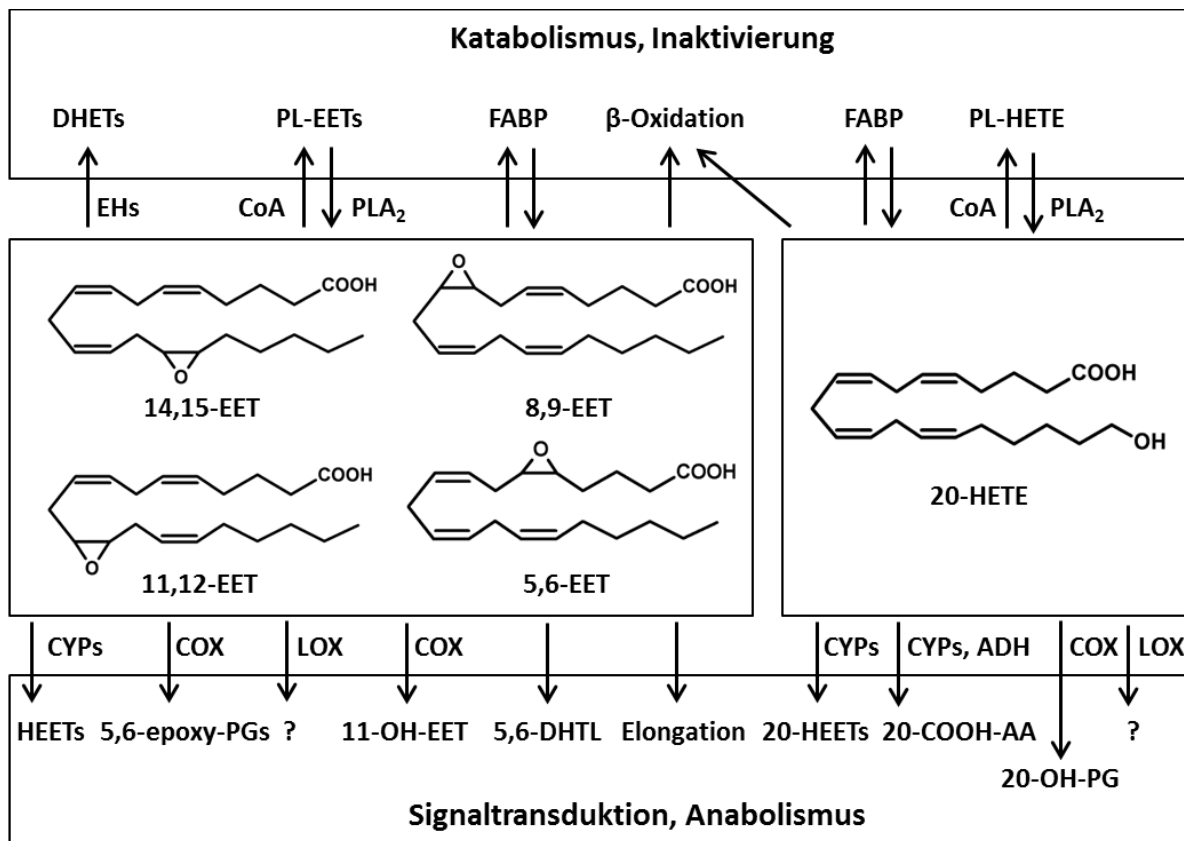 Katabolismus, Inaktivierung
DHETs PL-EETs FABP β-Oxidation FABP PL-HETE
EHs CoA PLA₂ CoA PLA₂
O
COOH COOH
O
14,15-EET 8,9-EET
COOH
OH
20-HETE
O
COOH COOH
O
11,12-EET 5,6-EET
CYPs COX LOX COX CYPs CYPs, ADH COX LOX
HEETs 5,6-epoxy-PGs ? 11-OH-EET 5,6-DHTL Elongation 20-HEETs 20-COOH-AA ?
20-OH-PG
Signaltransduktion, Anabolismus